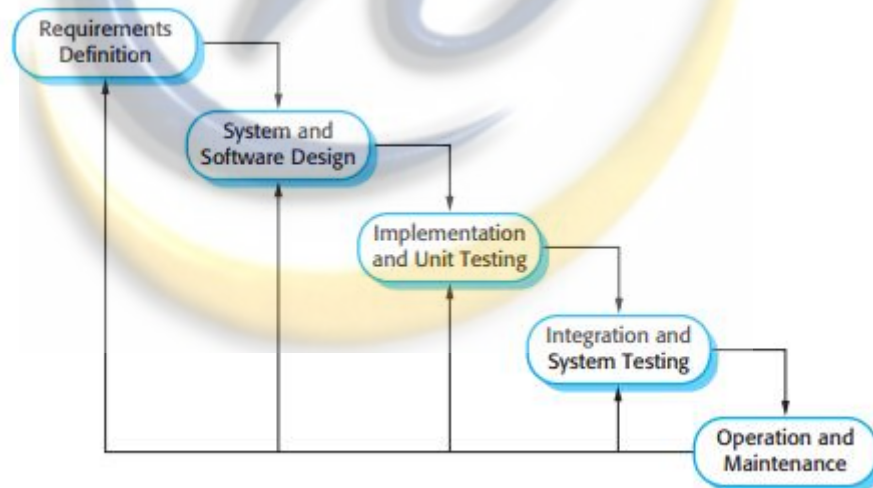 Requirements
Definition
System and
Software Design
Implementation
and Unit Testing
Integration and
System Testing
Operation and
Maintenance